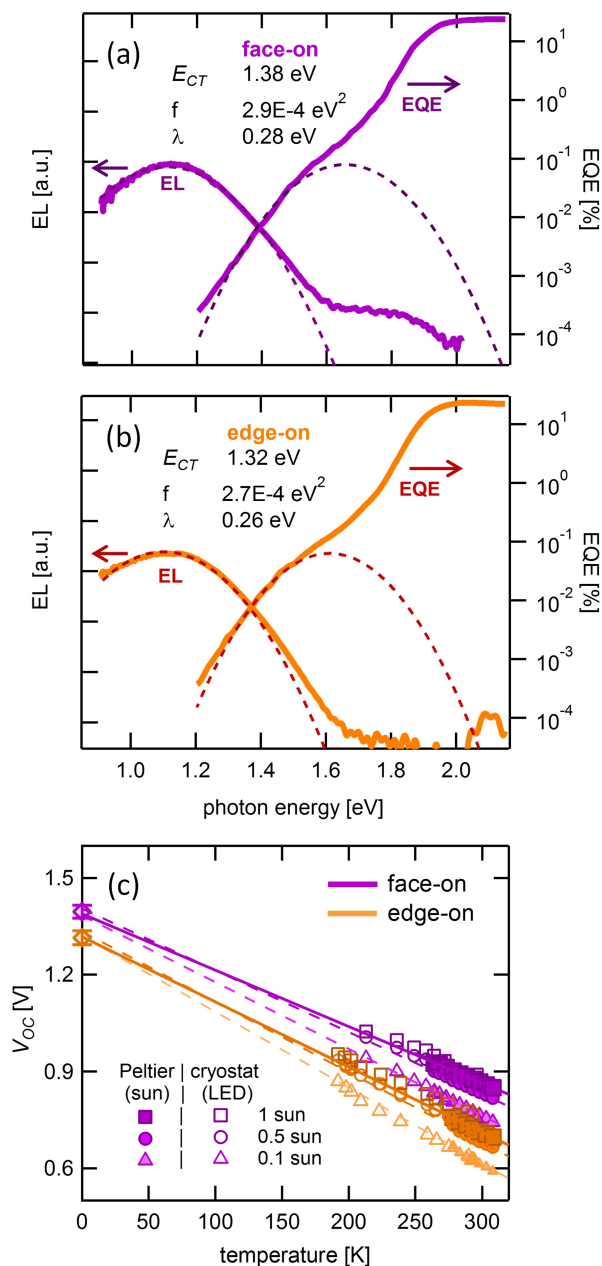 (a)
face-on
E_CT 1.38 eV
f 2.9E-4 eV²
λ 0.28 eV
EQE
EL
EL [a.u.]
EQE [%]
10¹
10⁰
10⁻¹
10⁻²
10⁻³
10⁻⁴
(b)
edge-on
E_CT 1.32 eV
f 2.7E-4 eV²
λ 0.26 eV
EQE
EL
EL [a.u.]
EQE [%]
10¹
10⁰
10⁻¹
10⁻²
10⁻³
10⁻⁴
1.0 1.2 1.4 1.6 1.8 2.0
photon energy [eV]
(c)
face-on
edge-on
V_OC [V]
1.5
1.2
0.9
0.6
Peltier | cryostat
(sun) | (LED)
1 sun
0.5 sun
0.1 sun
0 50 100 150 200 250 300
temperature [K]